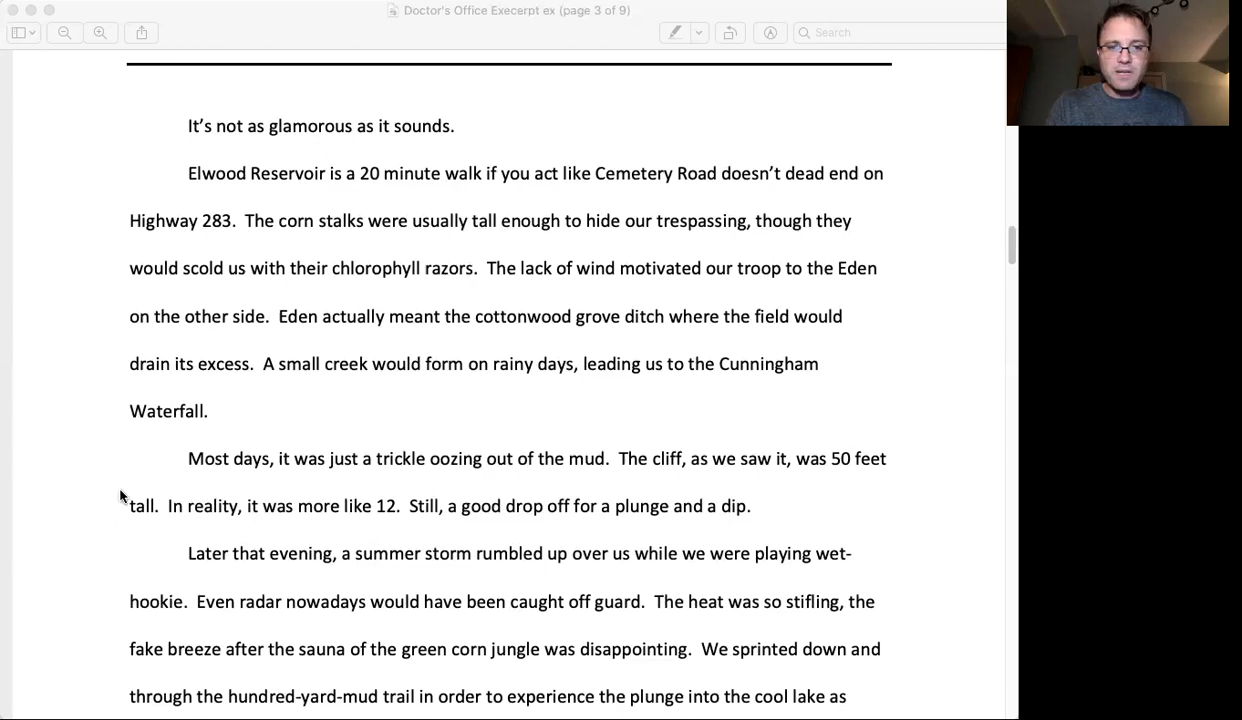 Doctor's Office Execerpt ex (page 3 of 9)
Search
It's not as glamorous as it sounds.
Elwood Reservoir is a 20 minute walk if you act like Cemetery Road doesn't dead end on
Highway 283.  The corn stalks were usually tall enough to hide our trespassing, though they
would scold us with their chlorophyll razors.  The lack of wind motivated our troop to the Eden
on the other side.  Eden actually meant the cottonwood grove ditch where the field would
drain its excess.  A small creek would form on rainy days, leading us to the Cunningham
Waterfall.
Most days, it was just a trickle oozing out of the mud.  The cliff, as we saw it, was 50 feet
tall.  In reality, it was more like 12.  Still, a good drop off for a plunge and a dip.
Later that evening, a summer storm rumbled up over us while we were playing wet-
hookie.  Even radar nowadays would have been caught off guard.  The heat was so stifling, the
fake breeze after the sauna of the green corn jungle was disappointing.  We sprinted down and
through the hundred-yard-mud trail in order to experience the plunge into the cool lake as